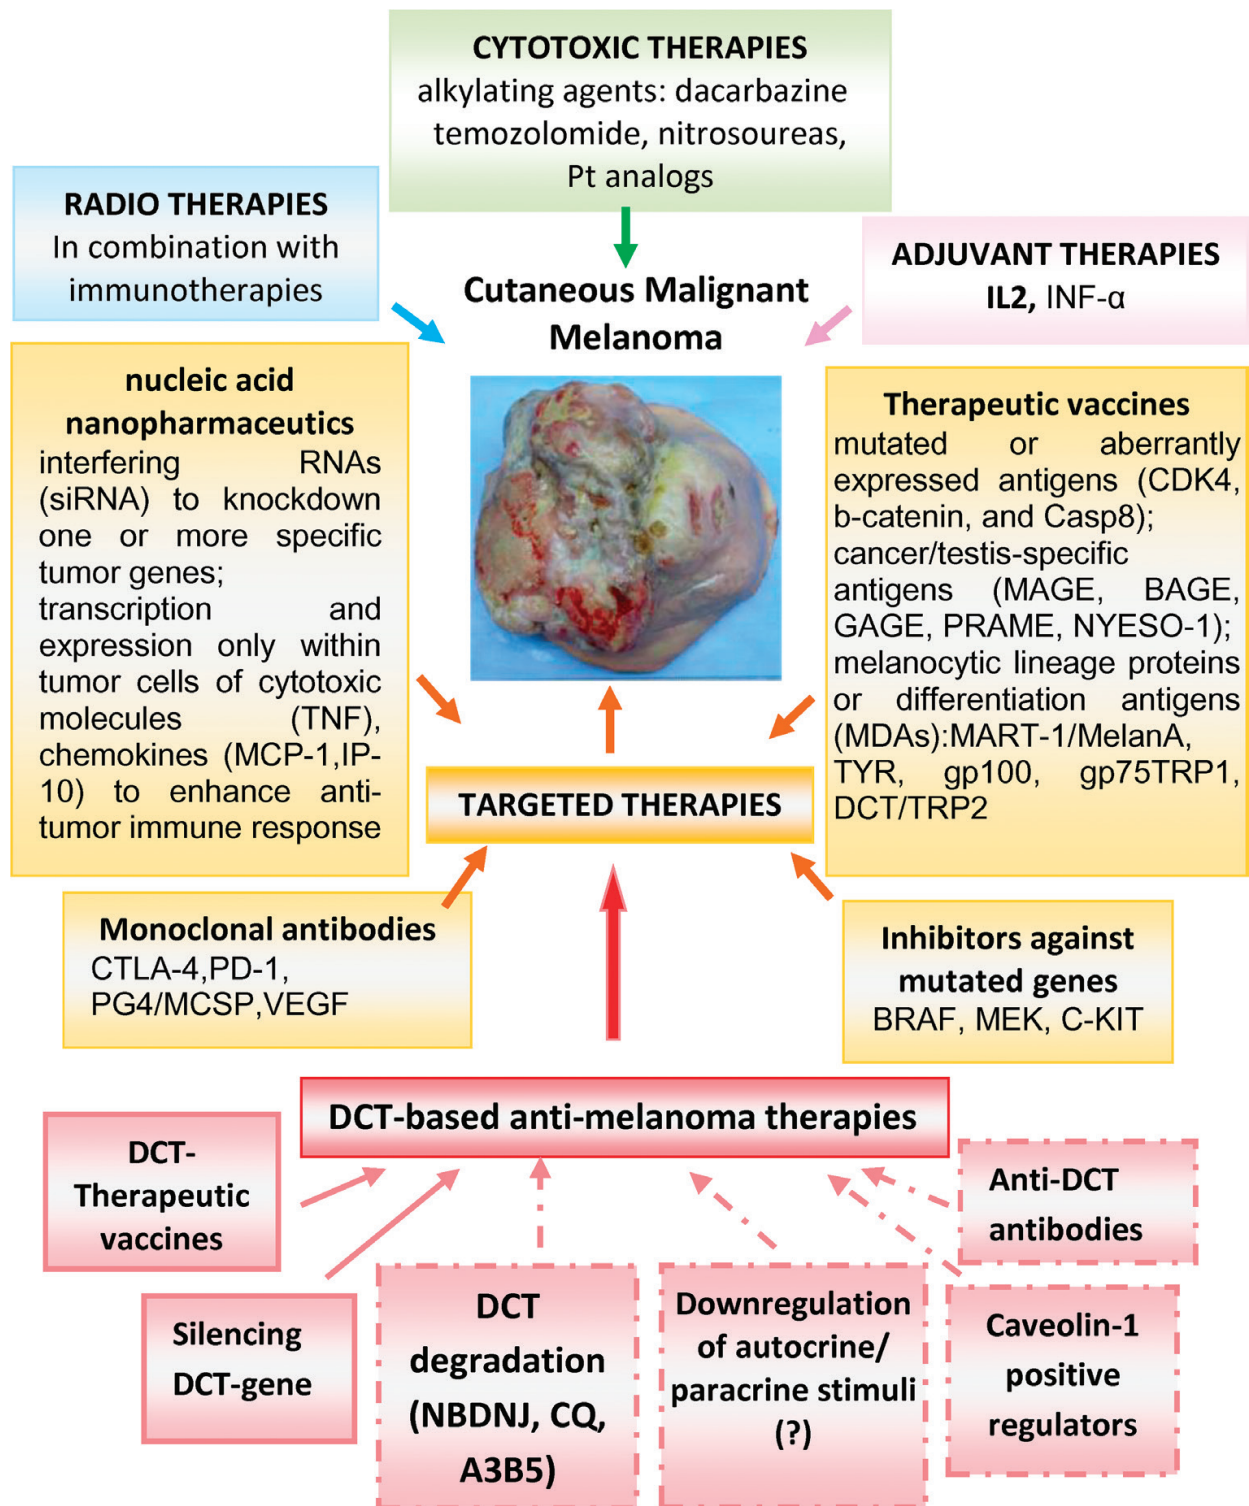 CYTOTOXIC THERAPIES
alkylating agents: dacarbazine
temozolomide, nitrosoureas,
Pt analogs
RADIO THERAPIES
In combination with
immunotherapies
ADJUVANT THERAPIES
IL2, INF-α
Cutaneous Malignant
Melanoma
nucleic acid
nanopharmaceutics
interfering RNAs
(siRNA) to knockdown
one or more specific
tumor genes;
transcription and
expression only within
tumor cells of cytotoxic
molecules (TNF),
chemokines (MCP-1,IP-
10) to enhance anti-
tumor immune response
Therapeutic vaccines
mutated or aberrantly
expressed antigens (CDK4,
b-catenin, and Casp8);
cancer/testis-specific
antigens (MAGE, BAGE,
GAGE, PRAME, NYESO-1);
melanocytic lineage proteins
or differentiation antigens
(MDAs):MART-1/MelanA,
TYR, gp100, gp75TRP1,
DCT/TRP2
TARGETED THERAPIES
Monoclonal antibodies
CTLA-4,PD-1,
PG4/MCSP,VEGF
Inhibitors against
mutated genes
BRAF, MEK, C-KIT
DCT-based anti-melanoma therapies
DCT-
Therapeutic
vaccines
Silencing
DCT-gene
DCT
degradation
(NBDNJ, CQ,
A3B5)
Downregulation
of autocrine/
paracrine stimuli
(?)
Anti-DCT
antibodies
Caveolin-1
positive
regulators